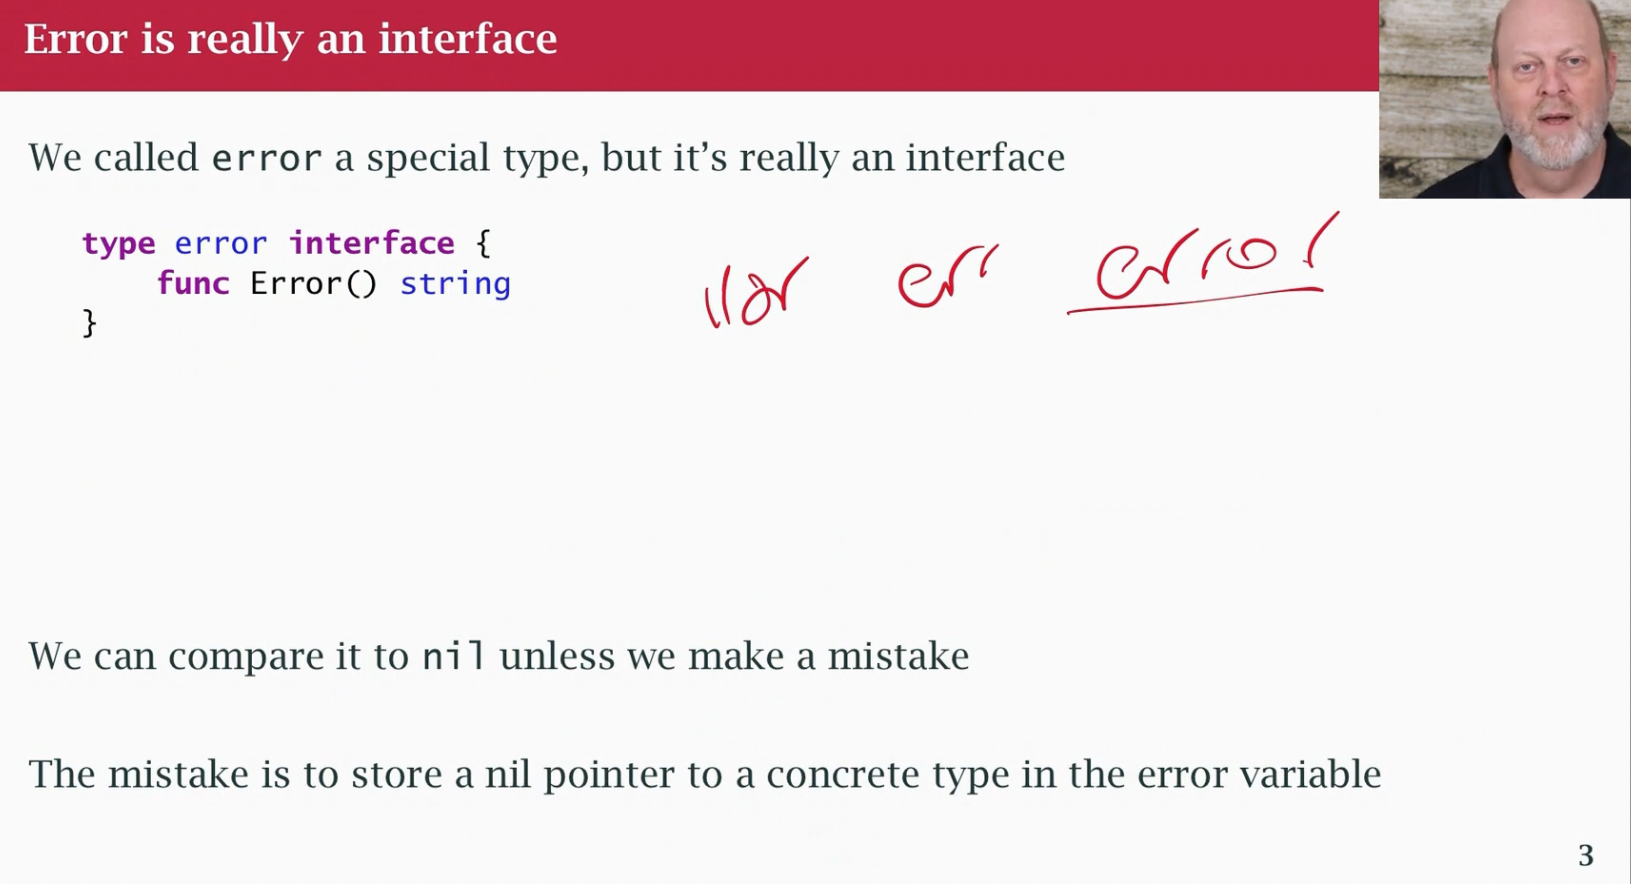 Error is really an interface
We called error a special type, but it's really an interface
type error interface {
func Error() string
}
var err error
We can compare it to nil unless we make a mistake
The mistake is to store a nil pointer to a concrete type in the error variable
3